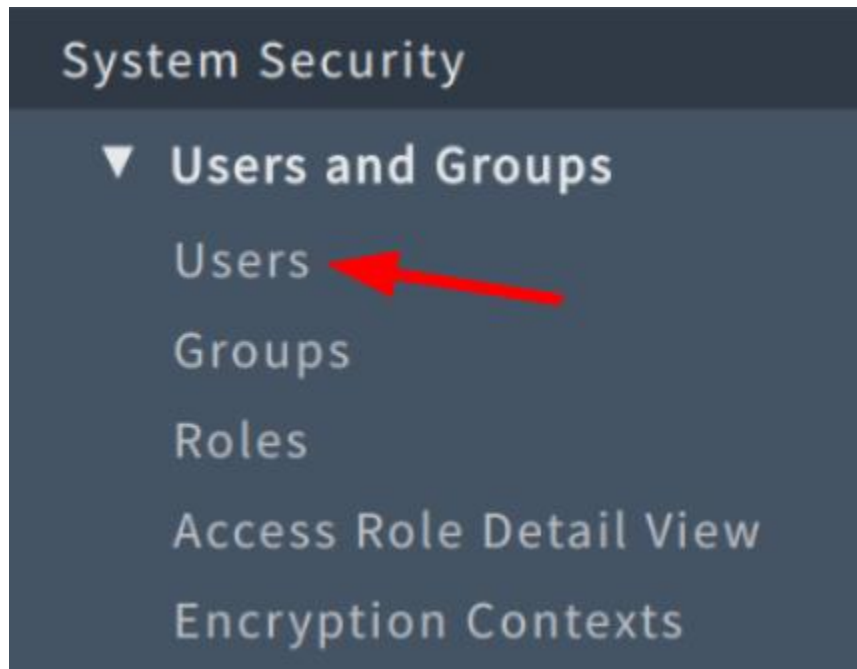 System Security
▼ Users and Groups
Users
Groups
Roles
Access Role Detail View
Encryption Contexts